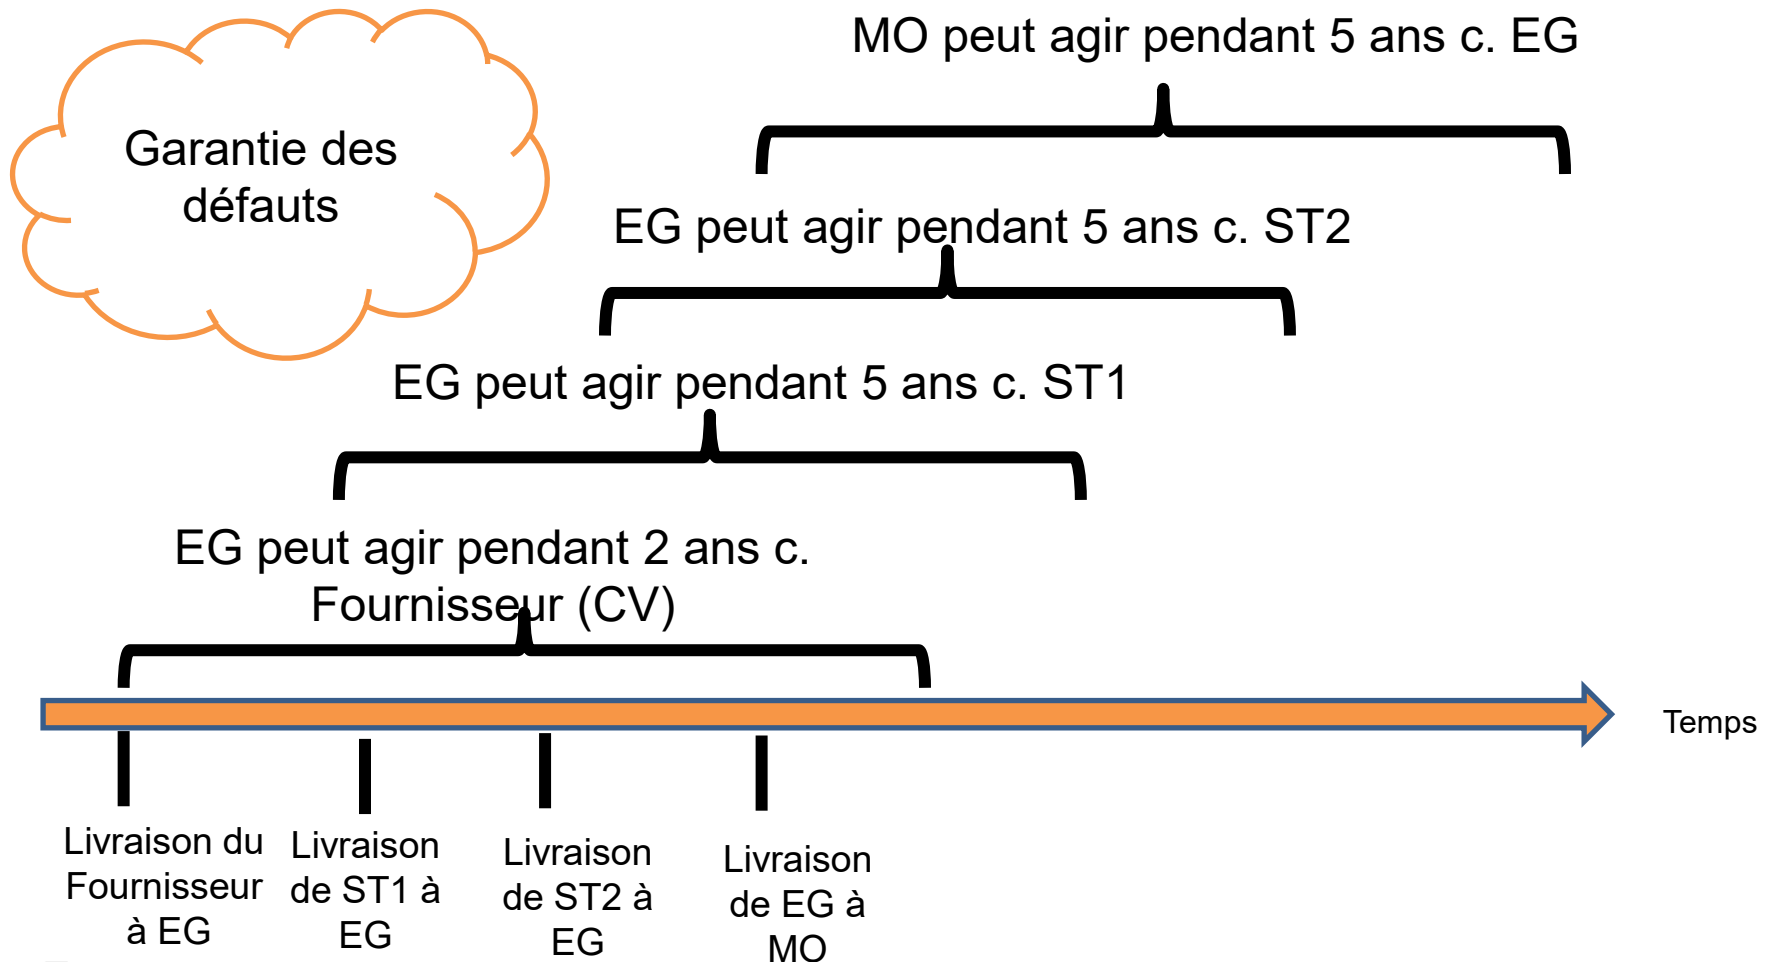 MO peut agir pendant 5 ans c. EG
Garantie des
défauts
EG peut agir pendant 5 ans c. ST2
EG peut agir pendant 5 ans c. ST1
EG peut agir pendant 2 ans c.
Fournisseur (CV)
Temps
Livraison du
Fournisseur
à EG
Livraison
de ST1 à
EG
Livraison
de ST2 à
EG
Livraison
de EG à
MO